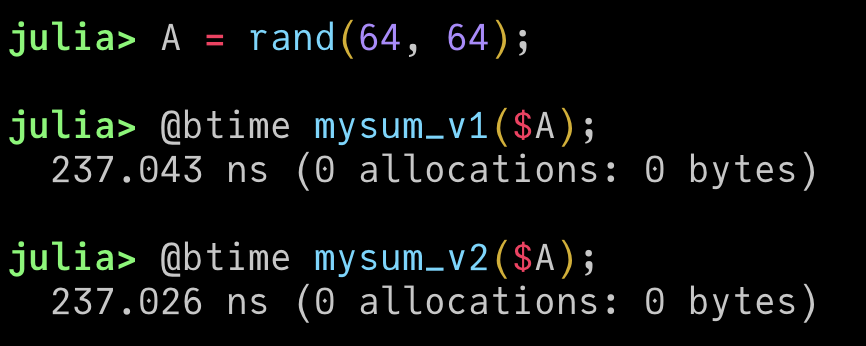 julia> A = rand(64, 64);
julia> @btime mysum_v1($A);
  237.043 ns (0 allocations: 0 bytes)
julia> @btime mysum_v2($A);
  237.026 ns (0 allocations: 0 bytes)